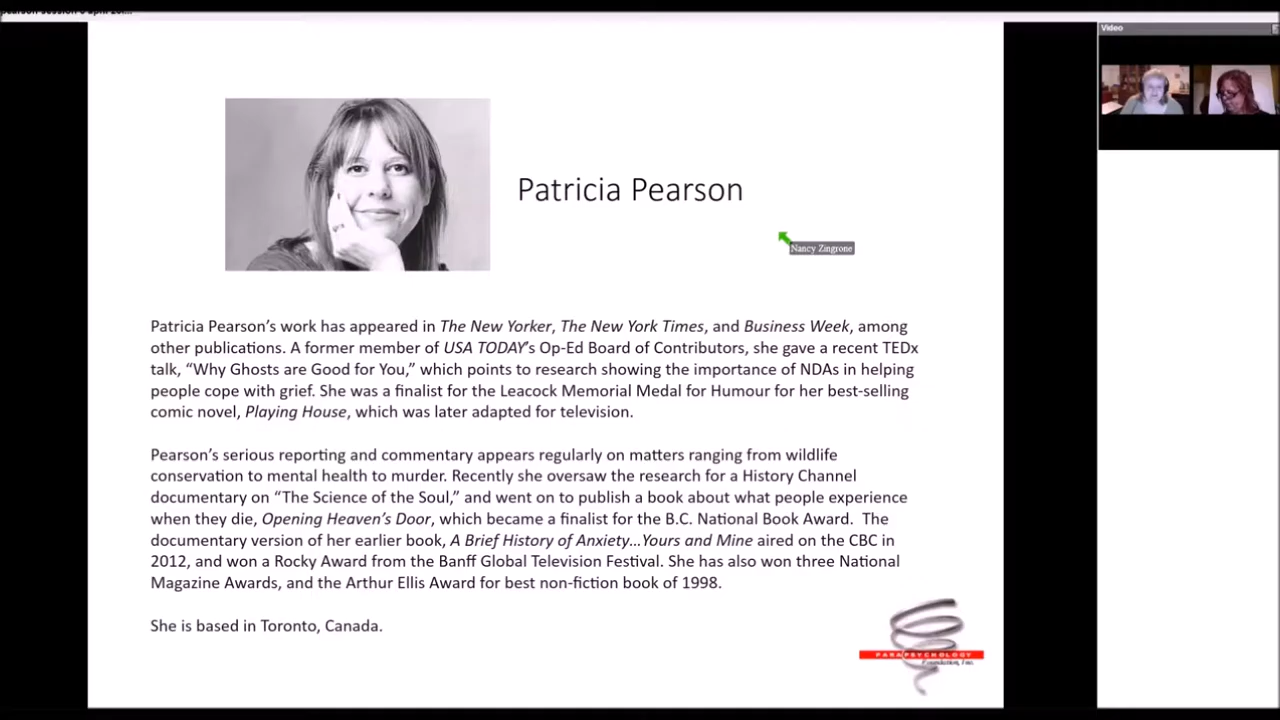 pearson session 6 april 20...
Video
Patricia Pearson
Nancy Zingrone
Patricia Pearson’s work has appeared in The New Yorker, The New York Times, and Business Week, among
other publications. A former member of USA TODAY’s Op-Ed Board of Contributors, she gave a recent TEDx
talk, “Why Ghosts are Good for You,” which points to research showing the importance of NDAs in helping
people cope with grief. She was a finalist for the Leacock Memorial Medal for Humour for her best-selling
comic novel, Playing House, which was later adapted for television.
Pearson’s serious reporting and commentary appears regularly on matters ranging from wildlife
conservation to mental health to murder. Recently she oversaw the research for a History Channel
documentary on “The Science of the Soul,” and went on to publish a book about what people experience
when they die, Opening Heaven’s Door, which became a finalist for the B.C. National Book Award.  The
documentary version of her earlier book, A Brief History of Anxiety…Yours and Mine aired on the CBC in
2012, and won a Rocky Award from the Banff Global Television Festival. She has also won three National
Magazine Awards, and the Arthur Ellis Award for best non-fiction book of 1998.
She is based in Toronto, Canada.
PARAPSYCHOLOGY
Foundation, Inc.